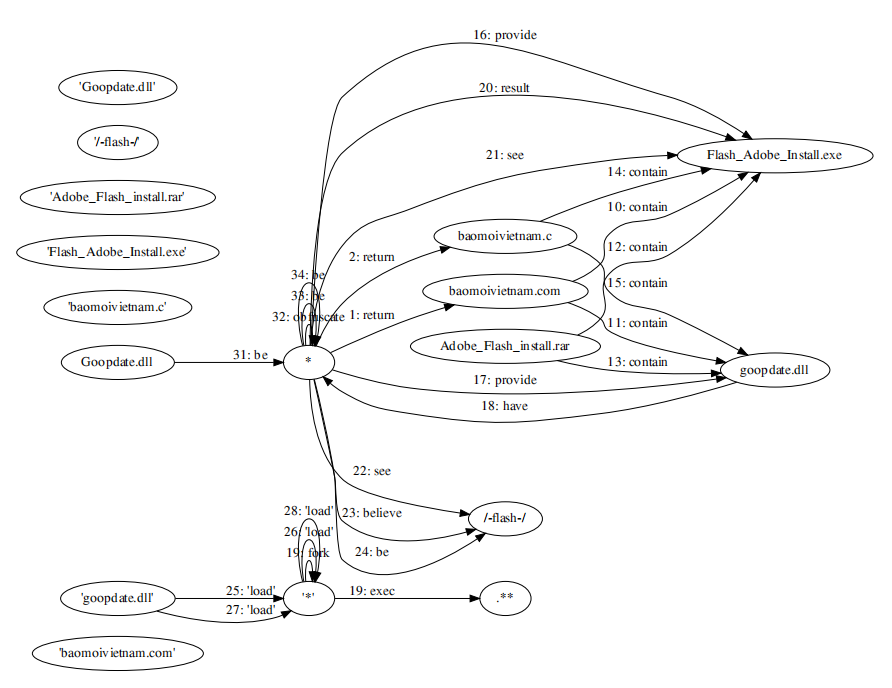 16: provide
'Goopdate.dll'
20: result
'/-flash-/'
21: see
Flash_Adobe_Install.exe
14: contain
'Adobe_Flash_install.rar'
10: contain
baomoivietnam.c
12: contain
'Flash_Adobe_Install.exe'
2: return
34: be
15: contain
baomoivietnam.com
33: be
'baomoivietnam.c'
32: obfuscate
1: return
11: contain
Adobe_Flash_install.rar
31: be
Goopdate.dll
*
13: contain
goopdate.dll
17: provide
18: have
22: see
28: 'load'
23: believe
/-flash-/
26: 'load'
19: fork
24: be
25: 'load'
19: exec
'goopdate.dll'
'*'
.**
27: 'load'
'baomoivietnam.com'